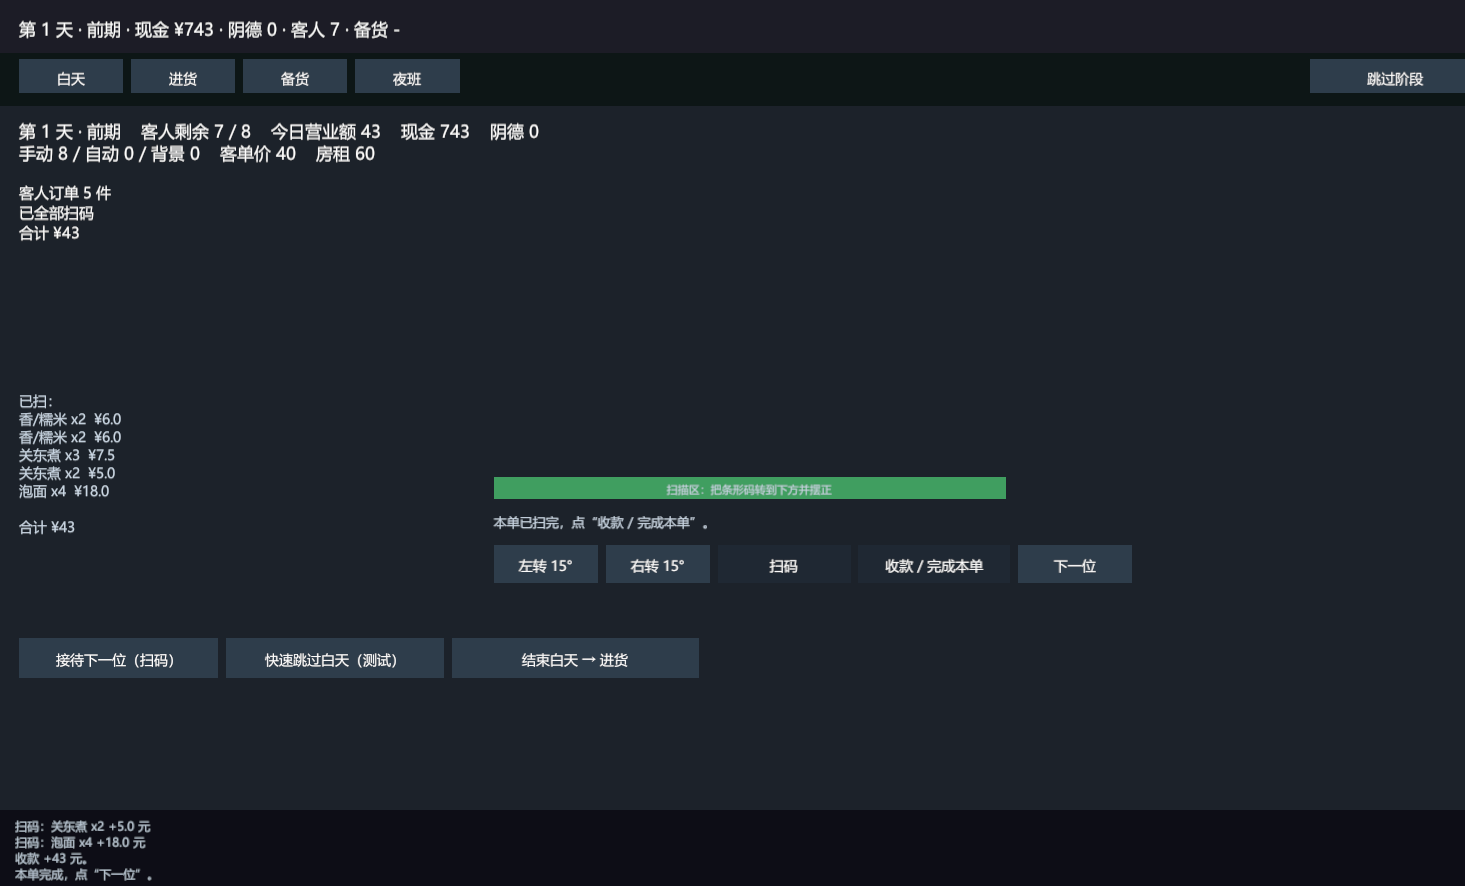 第 1 天 · 前期 · 现金 ¥743 · 阴德 0 · 客人 7 · 备货 -
白天 进货 备货 夜班 跳过阶段
第 1 天 · 前期 客人剩余 7 / 8 今日营业额 43 现金 743 阴德 0
手动 8 / 自动 0 / 背景 0 客单价 40 房租 60
客人订单 5 件
已全部扫码
合计 ¥43
已扫：
香/糯米 x2 ¥6.0
香/糯米 x2 ¥6.0
关东煮 x3 ¥7.5
关东煮 x2 ¥5.0
泡面 x4 ¥18.0
合计 ¥43
扫描区：把条形码转到下方并摆正
本单已扫完，点“收款 / 完成本单”。
左转 15° 右转 15° 扫码 收款 / 完成本单 下一位
接待下一位（扫码） 快速跳过白天（测试） 结束白天 → 进货
扫码：关东煮 x2 +5.0 元
扫码：泡面 x4 +18.0 元
收款 +43 元。
本单完成，点“下一位”。